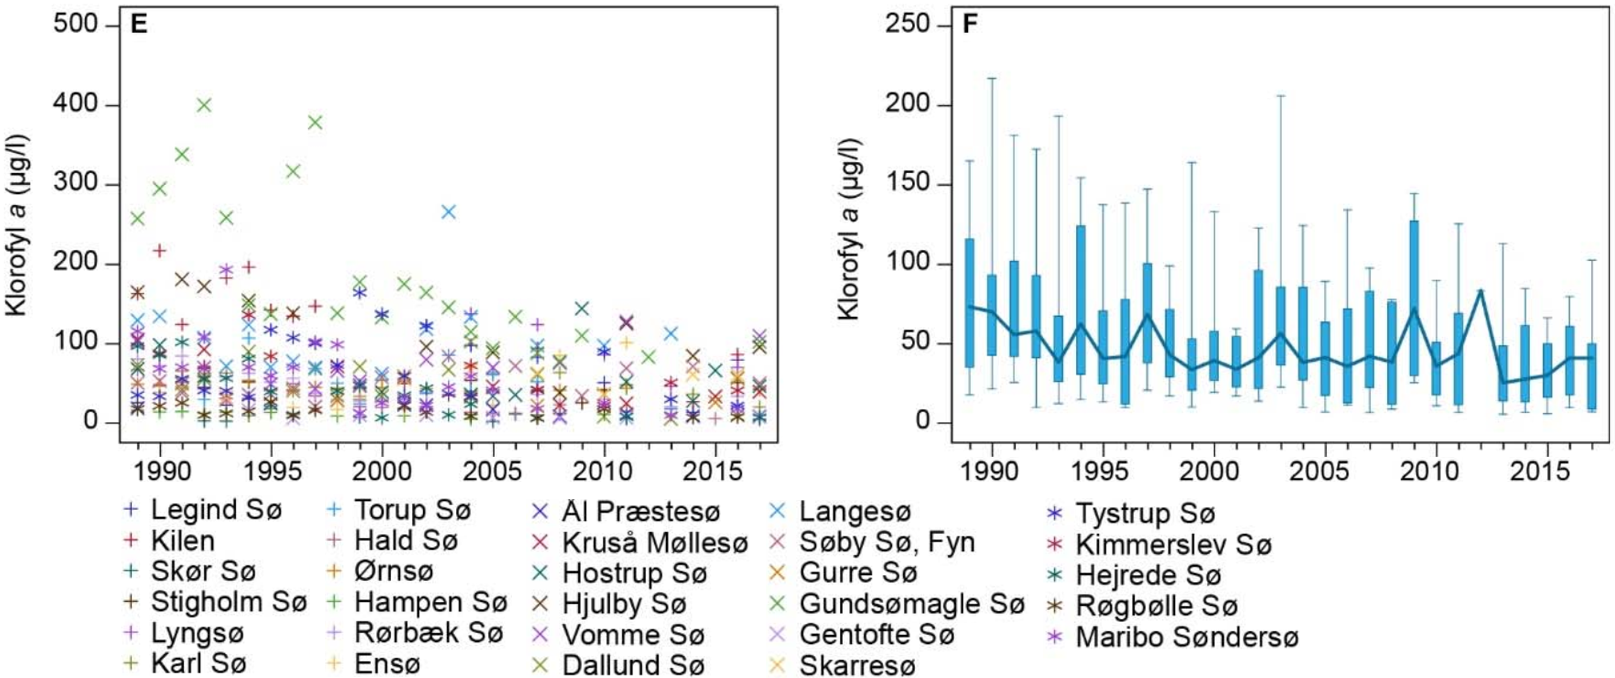 E
Klorofyl a (µg/l)
500
400
300
200
100
0
1990 1995 2000 2005 2010 2015
F
Klorofyl a (µg/l)
250
200
150
100
50
0
1990 1995 2000 2005 2010 2015
Legind Sø
Kilen
Skør Sø
Stigholm Sø
Lyngsø
Karl Sø
Torup Sø
Hald Sø
Ørnsø
Hampen Sø
Rørbæk Sø
Ensø
Ål Præstesø
Kruså Møllesø
Hostrup Sø
Hjulby Sø
Vomme Sø
Dallund Sø
Langesø
Søby Sø, Fyn
Gurre Sø
Gundsømagle Sø
Gentofte Sø
Skarresø
Tystrup Sø
Kimmerslev Sø
Hejrede Sø
Røgbølle Sø
Maribo Søndersø